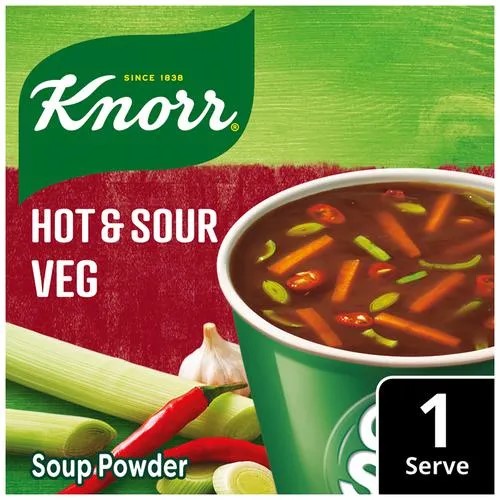 SINCE 1838
Knorr®
HOT & SOUR
VEG
Soup Powder
1
Serve